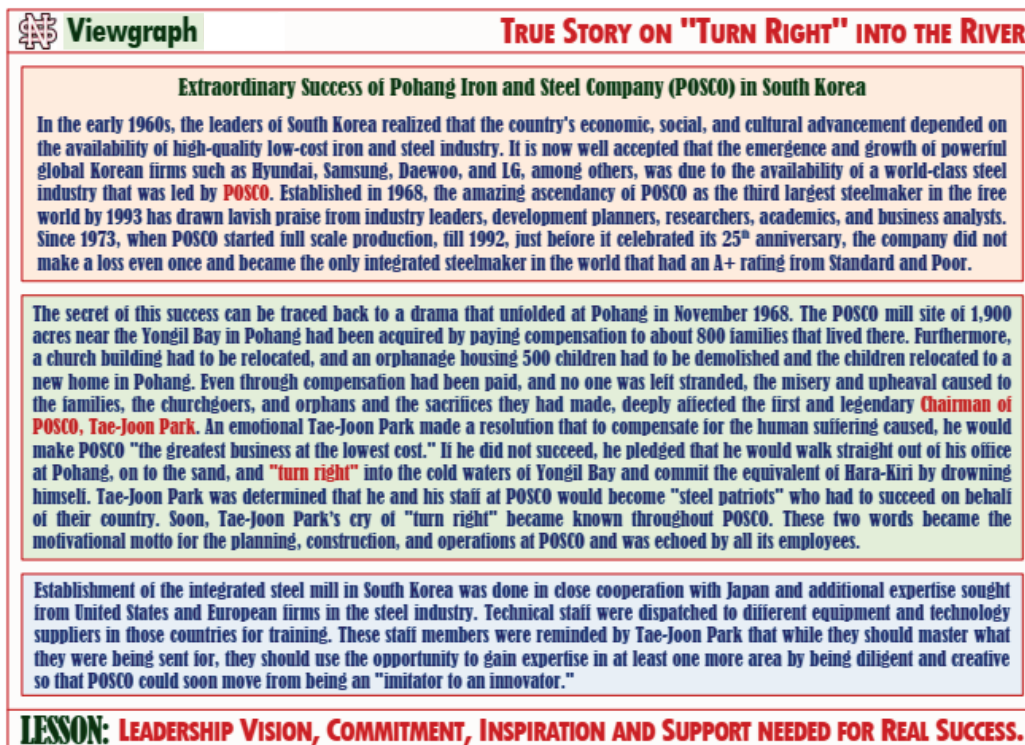 Viewgraph
TRUE STORY ON "TURN RIGHT" INTO THE RIVER
Extraordinary Success of Pohang Iron and Steel Company (POSCO) in South Korea
In the early 1960s, the leaders of South Korea realized that the country's economic, social, and cultural advancement depended on
the availability of high-quality low-cost iron and steel industry. It is now well accepted that the emergence and growth of powerful
global Korean firms such as Hyundai, Samsung, Daewoo, and LG, among others, was due to the availability of a world-class steel
industry that was led by POSCO. Established in 1968, the amazing ascendancy of POSCO as the third largest steelmaker in the free
world by 1993 has drawn lavish praise from industry leaders, development planners, researchers, academics, and business analysts.
Since 1973, when POSCO started full scale production, till 1992, just before it celebrated its 25th anniversary, the company did not
make a loss even once and became the only integrated steelmaker in the world that had an A+ rating from Standard and Poor.
The secret of this success can be traced back to a drama that unfolded at Pohang in November 1968. The POSCO mill site of 1,900
acres near the Yongil Bay in Pohang had been acquired by paying compensation to about 800 families that lived there. Furthermore,
a church building had to be relocated, and an orphanage housing 500 children had to be demolished and the children relocated to a
new home in Pohang. Even through compensation had been paid, and no one was left stranded, the misery and upheaval caused to
the families, the churchgoers, and orphans and the sacrifices they had made, deeply affected the first and legendary Chairman of
POSCO, Tae-Joon Park. An emotional Tae-Joon Park made a resolution that to compensate for the human suffering caused, he would
make POSCO "the greatest business at the lowest cost." If he did not succeed, he pledged that he would walk straight out of his office
at Pohang, on to the sand, and "turn right" into the cold waters of Yongil Bay and commit the equivalent of Hara-Kiri by drowning
himself. Tae-Joon Park was determined that he and his staff at POSCO would become "steel patriots" who had to succeed on behalf
of their country. Soon, Tae-Joon Park's cry of "turn right" became known throughout POSCO. These two words became the
motivational motto for the planning, construction, and operations at POSCO and was echoed by all its employees.
Establishment of the integrated steel mill in South Korea was done in close cooperation with Japan and additional expertise sought
from United States and European firms in the steel industry. Technical staff were dispatched to different equipment and technology
suppliers in those countries for training. These staff members were reminded by Tae-Joon Park that while they should master what
they were being sent for, they should use the opportunity to gain expertise in at least one more area by being diligent and creative
so that POSCO could soon move from being an "imitator to an innovator."
LESSON: LEADERSHIP VISION, COMMITMENT, INSPIRATION AND SUPPORT NEEDED FOR REAL SUCCESS.